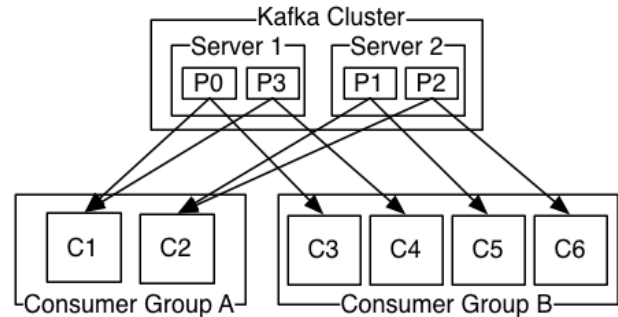 Kafka Cluster
Server 1 Server 2
P0 P3 P1 P2
C1 C2 C3 C4 C5 C6
Consumer Group A Consumer Group B